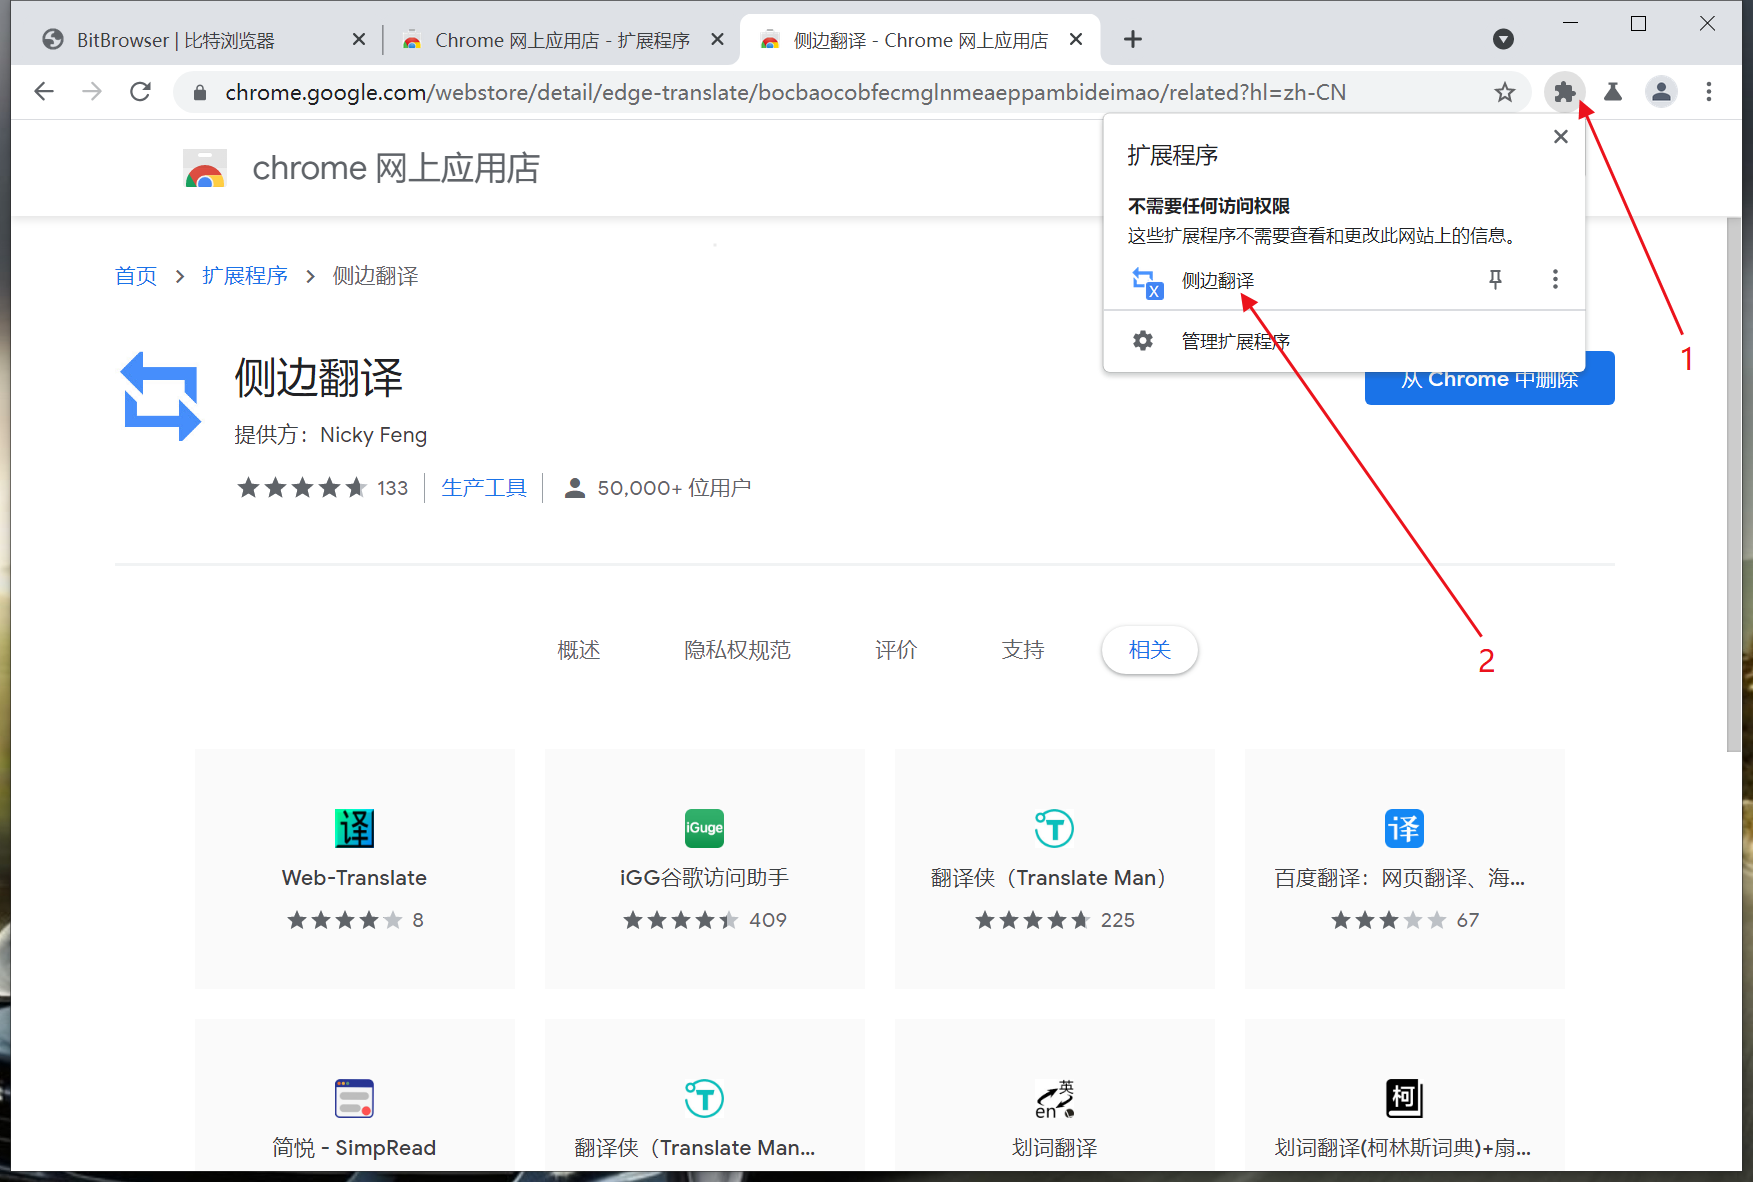 BitBrowser | 比特浏览器
Chrome 网上应用店 - 扩展程序
侧边翻译 - Chrome 网上应用店
chrome.google.com/webstore/detail/edge-translate/bocbaocobfecmglnmeaeppambideimao/related?hl=zh-CN
chrome 网上应用店
扩展程序
不需要任何访问权限
这些扩展程序不需要查看和更改此网站上的信息。
X
侧边翻译
管理扩展程序
1
首页 > 扩展程序 > 侧边翻译
侧边翻译
从 Chrome 中删除
提供方：Nicky Feng
133 生产工具 50,000+ 位用户
2
概述 隐私权规范 评价 支持 相关
译
Web-Translate
8
iGuge
iGG谷歌访问助手
409
T
翻译侠（Translate Man）
225
译
百度翻译：网页翻译、海...
67
简悦 - SimpRead
T
翻译侠（Translate Man...
英
en
划词翻译
柯
划词翻译(柯林斯词典)+扇...